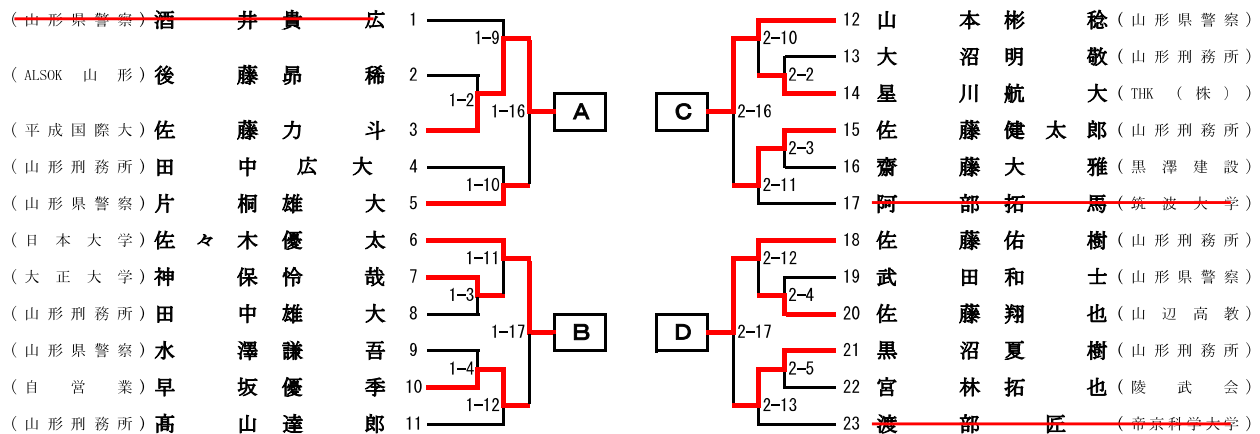 (山形県警察) 酒井貴広 1
(ALSOK山形) 後藤昴稀 2
(平成国際大) 佐藤力斗 3
(山形刑務所) 田中広大 4
(山形県警察) 片桐雄大 5
(日本大学) 佐々木優太 6
(大正大学) 神保怜哉 7
(山形刑務所) 田中雄大 8
(山形県警察) 水澤謙吾 9
(自営業) 早坂優季 10
(山形刑務所) 髙山達郎 11
1-9
1-2
1-16
1-10
1-11
1-3
1-17
1-4
1-12
A
B
C
D
2-10
2-2
2-16
2-3
2-11
2-12
2-4
2-17
2-5
2-13
12 山本彬稔 (山形県警察)
13 大沼明敬 (山形刑務所)
14 星川航大 (THK(株))
15 佐藤健太郎 (山形刑務所)
16 齋藤大雅 (黒澤建設)
17 阿部拓馬 (筑波大学)
18 佐藤佑樹 (山形刑務所)
19 武田和士 (山形県警察)
20 佐藤翔也 (山辺高教)
21 黒沼夏樹 (山形刑務所)
22 宮林拓也 (陵武会)
23 渡部匠 (帝京科学大学)